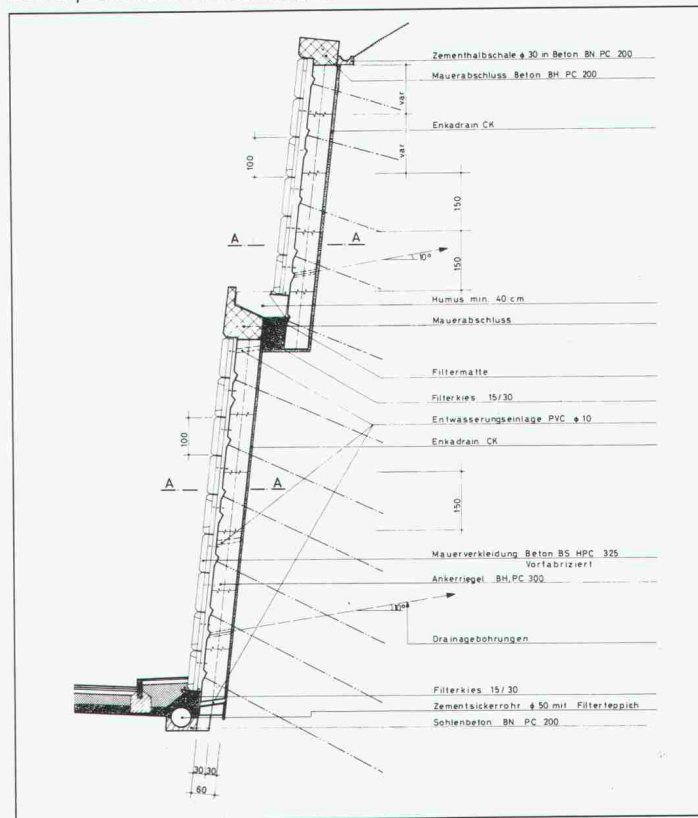 Zementhalbschale ϕ 30 in Beton BN PC 200
Mauerabschluss Beton BH PC 200
var
Enkadrain CK
var
100
150
A A
150
10°
Humus min. 40 cm
Mauerabschluss
Filtermatte
Filterkies 15/30
Entwässerungseinlage PVC ϕ 10
100
Enkadrain CK
A A
150
Mauerverkleidung Beton BS HPC 325
Vorfabriziert
Ankerriegel BH, PC 300
10°
Drainagebohrungen
Filterkies 15/30
Zementsickerrohr ϕ 50 mit Filterteppich
Sohlenbeton BN PC 200
30 30
60